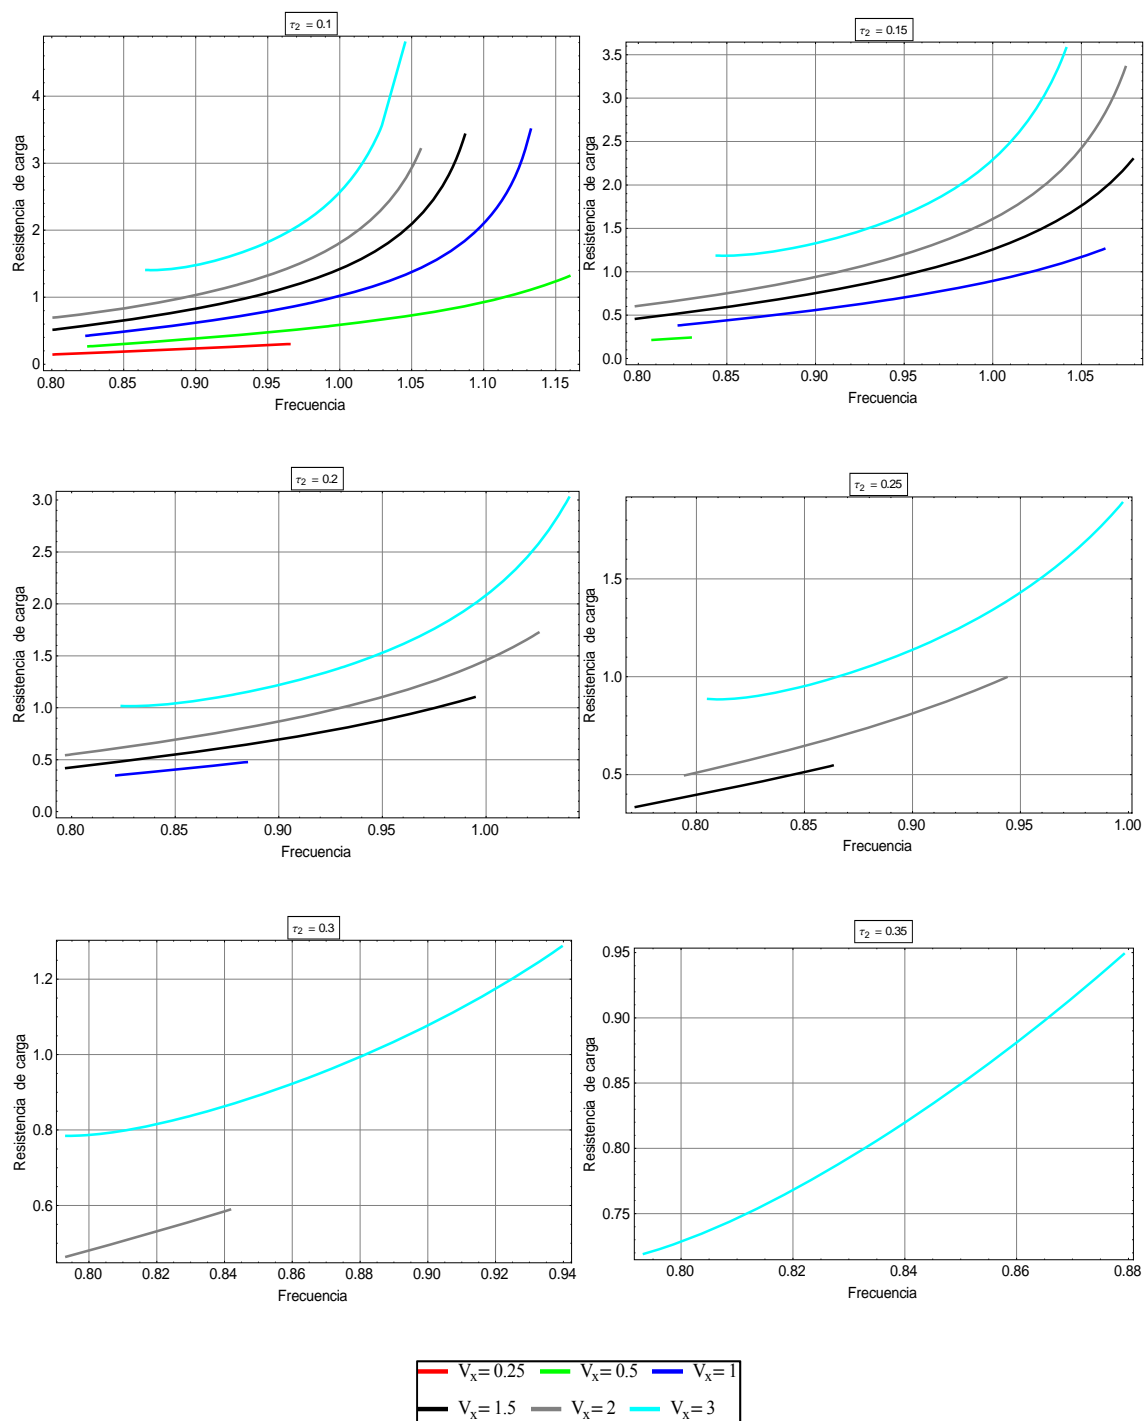 τ₂ = 0.1
Resistencia de carga
4
3
2
1
0
0.80 0.85 0.90 0.95 1.00 1.05 1.10 1.15
Frecuencia
τ₂ = 0.15
Resistencia de carga
3.5
3.0
2.5
2.0
1.5
1.0
0.5
0.0
0.80 0.85 0.90 0.95 1.00 1.05
Frecuencia
τ₂ = 0.2
Resistencia de carga
3.0
2.5
2.0
1.5
1.0
0.5
0.0
0.80 0.85 0.90 0.95 1.00
Frecuencia
τ₂ = 0.25
Resistencia de carga
1.5
1.0
0.5
0.80 0.85 0.90 0.95 1.00
Frecuencia
τ₂ = 0.3
Resistencia de carga
1.2
1.0
0.8
0.6
0.80 0.82 0.84 0.86 0.88 0.90 0.92 0.94
Frecuencia
τ₂ = 0.35
Resistencia de carga
0.95
0.90
0.85
0.80
0.75
0.80 0.82 0.84 0.86 0.88
Frecuencia
Vₓ= 0.25 Vₓ= 0.5 Vₓ= 1
Vₓ= 1.5 Vₓ= 2 Vₓ= 3